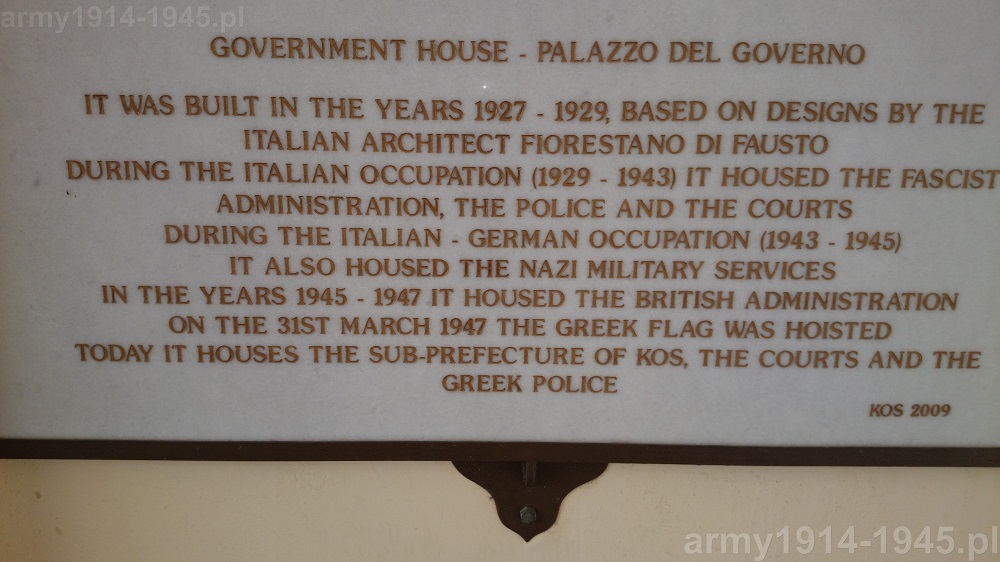 army1914-1945.pl
GOVERNMENT HOUSE - PALAZZO DEL GOVERNO
IT WAS BUILT IN THE YEARS 1927 - 1929, BASED ON DESIGNS BY THE
ITALIAN ARCHITECT FIORESTANO DI FAUSTO
DURING THE ITALIAN OCCUPATION (1929 - 1943) IT HOUSED THE FASCIST
ADMINISTRATION, THE POLICE AND THE COURTS
DURING THE ITALIAN - GERMAN OCCUPATION (1943 - 1945)
IT ALSO HOUSED THE NAZI MILITARY SERVICES
IN THE YEARS 1945 - 1947 IT HOUSED THE BRITISH ADMINISTRATION
ON THE 31ST MARCH 1947 THE GREEK FLAG WAS HOISTED
TODAY IT HOUSES THE SUB-PREFECTURE OF KOS, THE COURTS AND THE
GREEK POLICE
KOS 2009
army1914-1945.pl